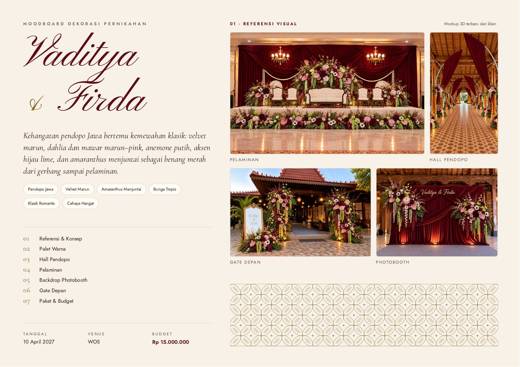 MOODBOARD DEKORASI PERNIKAHAN
Vaditya
& Firda
Kehangatan pendopo Jawa bertemu kemewahan klasik: velvet
marun, dahlia dan mawar marun–pink, anemone putih, aksen
hijau lime, dan amaranthus menjuntai sebagai benang merah
dari gerbang sampai pelaminan.
Pendopo Jawa
Velvet Marun
Amaranthus Menjuntai
Bunga Tropis
Klasik Romantis
Cahaya Hangat
01 Referensi & Konsep
02 Palet Warna
03 Hall Pendopo
04 Pelaminan
05 Backdrop Photobooth
06 Gate Depan
07 Paket & Budget
TANGGAL
10 April 2027
VENUE
WOS
BUDGET
Rp 15.000.000
01 · REFERENSI VISUAL
Mockup 3D terbaru dari klien
PELAMINAN
HALL PENDOPO
GATE DEPAN
Vaditya & Firda
PHOTOBOOTH